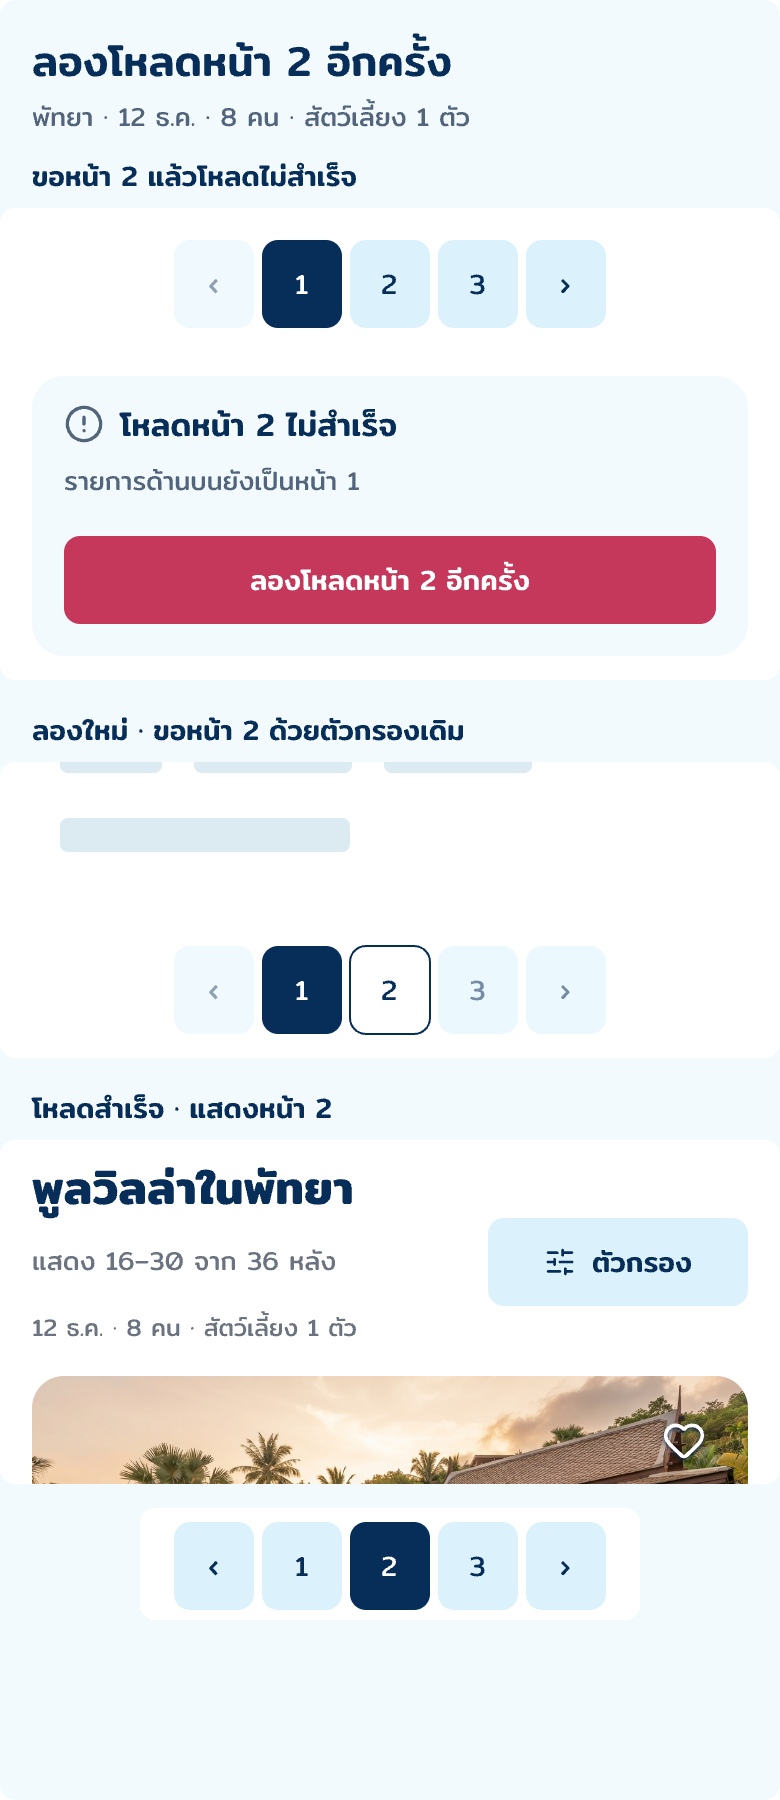 ลองโหลดหน้า 2 อีกครั้ง
พัทยา · 12 ธ.ค. · 8 คน · สัตว์เลี้ยง 1 ตัว
ขอหน้า 2 แล้วโหลดไม่สำเร็จ
‹ 1 2 3 ›
โหลดหน้า 2 ไม่สำเร็จ
รายการด้านบนยังเป็นหน้า 1
ลองโหลดหน้า 2 อีกครั้ง
ลองใหม่ · ขอหน้า 2 ด้วยตัวกรองเดิม
‹ 1 2 3 ›
โหลดสำเร็จ · แสดงหน้า 2
พูลวิลล่าในพัทยา
แสดง 16–30 จาก 36 หลัง
ตัวกรอง
12 ธ.ค. · 8 คน · สัตว์เลี้ยง 1 ตัว
‹ 1 2 3 ›